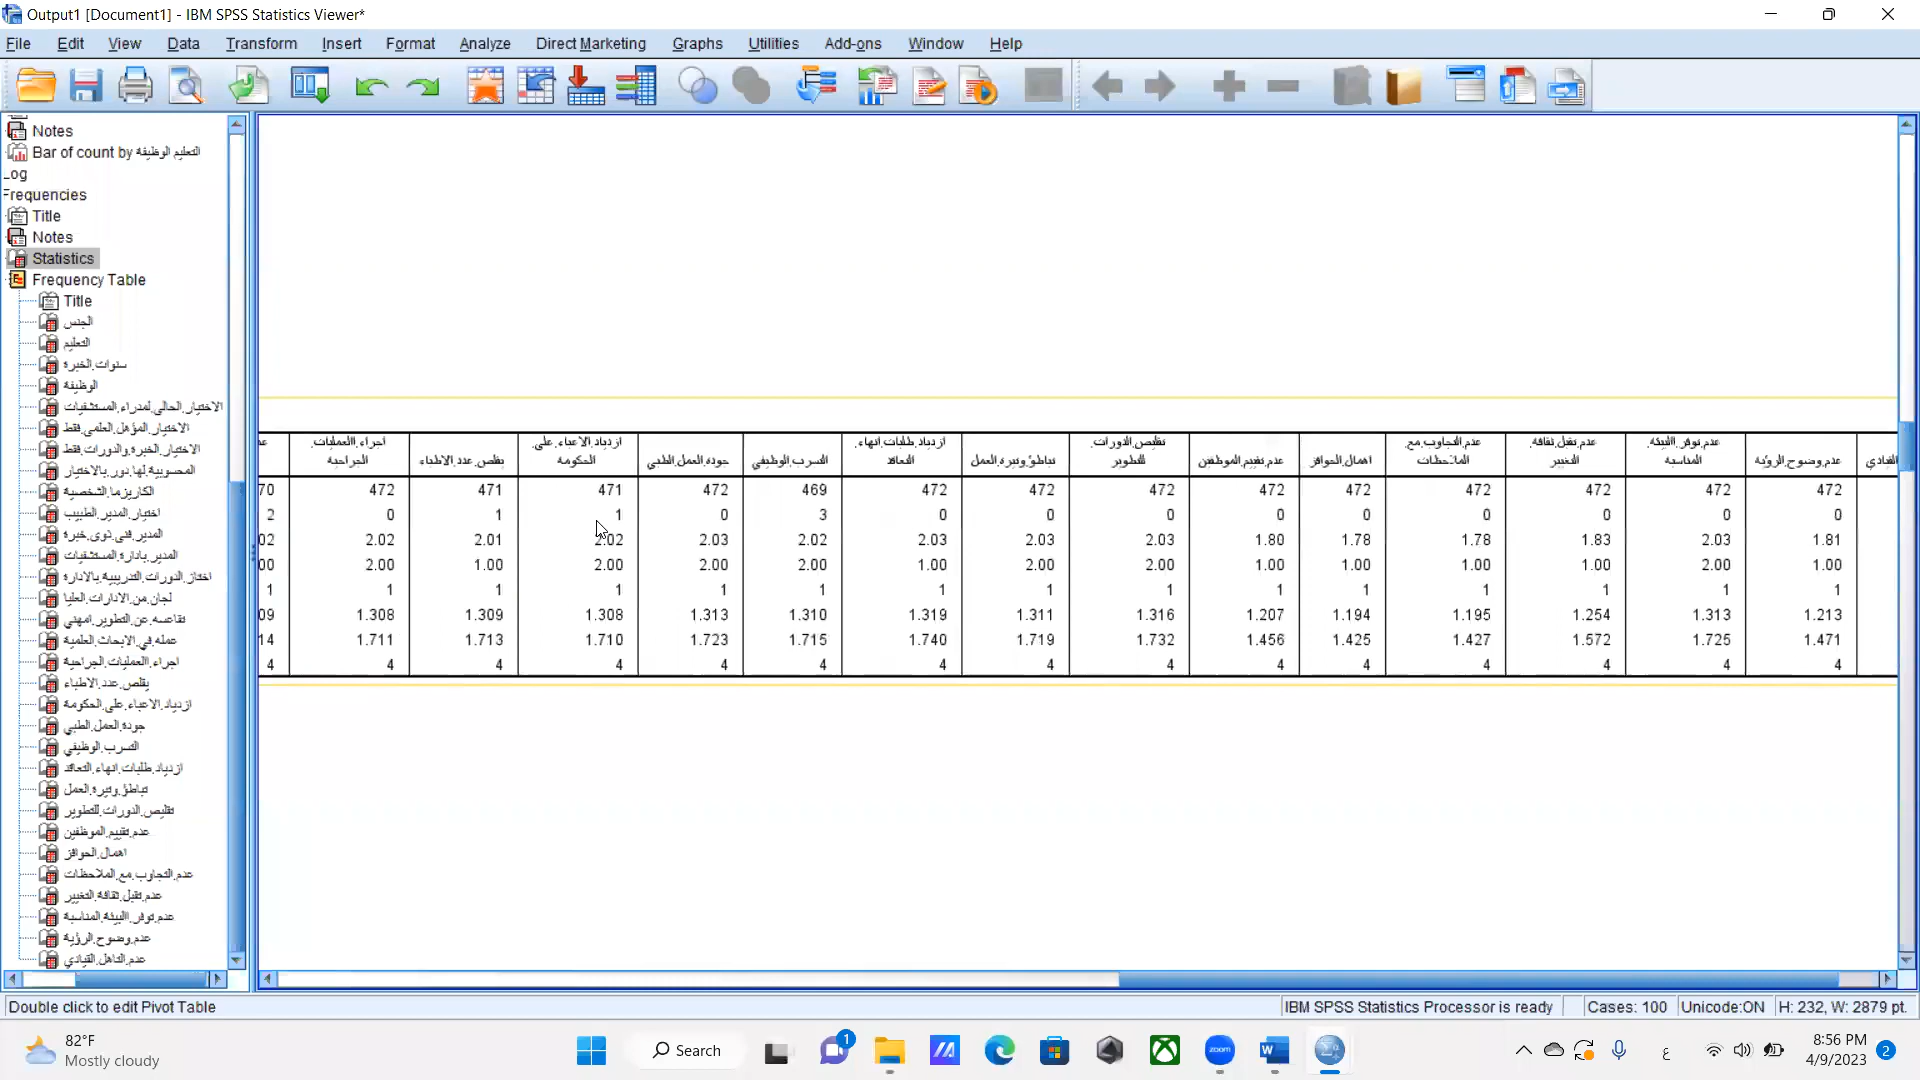 Output1 [Document1] - IBM SPSS Statistics Viewer*
File Edit View Data Transform Insert Format Analyze Direct Marketing Graphs Utilities Add-ons Window Help
Notes
Bar of count by التعليم الوظيفة
Log
Frequencies
Title
Notes
Statistics
Frequency Table
Title
الجنس
التعليم
سنوات.الخبرة
الوظيفة
الاختيار.الحالي.لمدراء.المستشفيات
الاختيار.المؤهل.العلمي.فقط
الاختيار.الخبرة.والدورات.فقط
المحسوبية.لها.دور.بالاختيار
الكاريزما.الشخصية
اختيار.المدير.الطبيب
المدير.فني.ذوي.خبرة
المدير.بادارة.المستشفيات
اختاز.الدورات.التدريبية.بالادارة
لجان.من.الادارات.العليا
تقاعسه.عن.التطوير.امهني
عمله.في.الابحاث.العلمية
اجراء.االعمليات.الجراحية
يقلص.عدد.الاطباء
ازدياد.الاعباء.على.الحكومة
جودة.العمل.الطبي
التسرب.الوظيفي
ازدياد.طلبات.انهاء.التعاقد
تباطؤ.وتيرة.العمل
تقليص.الدورات.للتطوير
عدم.تقييم.الموظفين
اهمال.الحوافز
عدم.التجاوب.مع.الملاحظات
عدم.تقبل.ثقافة.التغيير
عدم.توفر.البيئة.المناسبة
عدم.وضوح.الرؤية
عدم.التاهل.القيادي
اجراء.االعمليات. ازدياد.الاعباء.على. ازدياد.طلبات.انهاء. تقليص.الدورات. عدم.التجاوب.مع. عدم.تقبل.ثقافة. عدم.توفر.البيئة.
الجراحية يقلص.عدد.الاطباء الحكومة جودة.العمل.الطبي التسرب.الوظيفي التعاقد تباطؤ.وتيرة.العمل للتطوير عدم.تقييم.الموظفين اهمال.الحوافز الملاحظات التغيير المناسبة عدم.وضوح.الرؤية القيادي
70 472 471 471 472 469 472 472 472 472 472 472 472 472 472
2 0 1 1 0 3 0 0 0 0 0 0 0 0 0
02 2.02 2.01 2.02 2.03 2.02 2.03 2.03 2.03 1.80 1.78 1.78 1.83 2.03 1.81
00 2.00 1.00 2.00 2.00 2.00 1.00 2.00 2.00 1.00 1.00 1.00 1.00 2.00 1.00
1 1 1 1 1 1 1 1 1 1 1 1 1 1 1
09 1.308 1.309 1.308 1.313 1.310 1.319 1.311 1.316 1.207 1.194 1.195 1.254 1.313 1.213
14 1.711 1.713 1.710 1.723 1.715 1.740 1.719 1.732 1.456 1.425 1.427 1.572 1.725 1.471
4 4 4 4 4 4 4 4 4 4 4 4 4 4 4
Double click to edit Pivot Table
IBM SPSS Statistics Processor is ready Cases: 100 Unicode:ON H: 232, W: 2879 pt.
82°F
Mostly cloudy
Search
1
zoom
ع
8:56 PM
4/9/2023
2